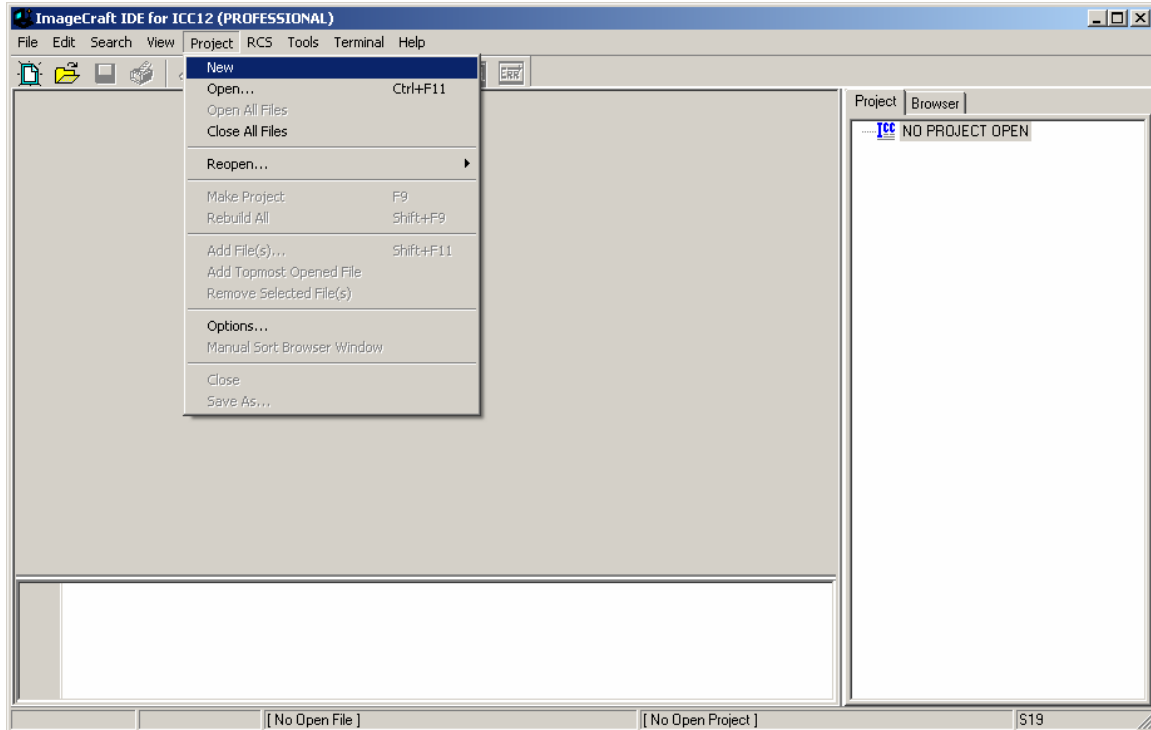 ImageCraft IDE for ICC12 (PROFESSIONAL)
File Edit Search View Project RCS Tools Terminal Help
New
ERR
Open... Ctrl+F11
Open All Files
Close All Files
Reopen...
Make Project F9
Rebuild All Shift+F9
Add File(s)... Shift+F11
Add Topmost Opened File
Remove Selected File(s)
Options...
Manual Sort Browser Window
Close
Save As...
Project Browser
ICC NO PROJECT OPEN
[ No Open File ] [ No Open Project ] S19